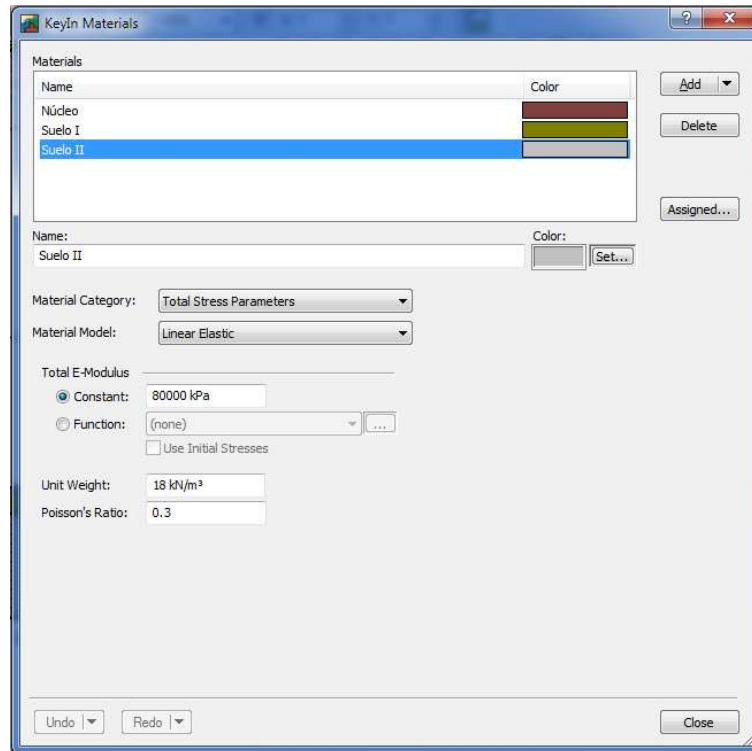 KeyIn Materials
?
X
Materials
Name Color
Núcleo
Suelo I
Suelo II
Add
Delete
Assigned...
Name: Color:
Suelo II Set...
Material Category: Total Stress Parameters
Material Model: Linear Elastic
Total E-Modulus
Constant: 80000 kPa
Function: (none) ...
Use Initial Stresses
Unit Weight: 18 kN/m³
Poisson's Ratio: 0.3
Undo Redo Close